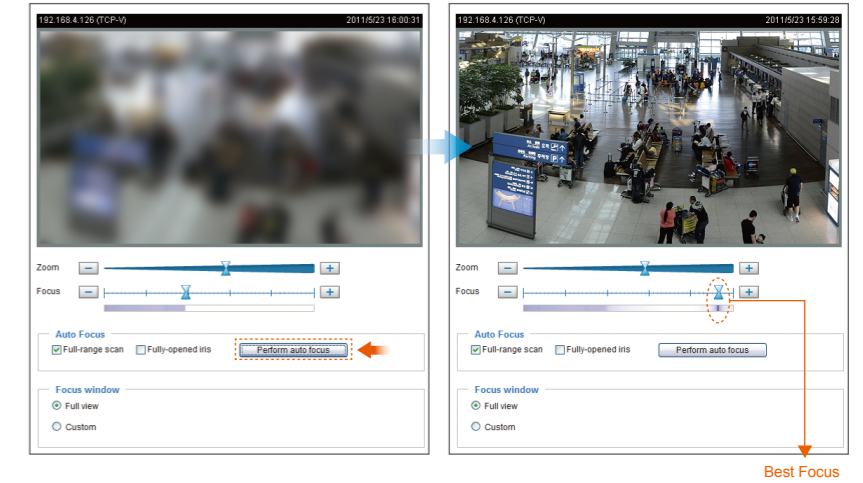 192.168.4.126 (TCP-V) 2011/5/23 16:00:31
Zoom
Focus
Auto Focus
Full-range scan Fully-opened iris Perform auto focus
Focus window
Full view
Custom
192.168.4.126 (TCP-V) 2011/5/23 15:59:28
Zoom
Focus
Auto Focus
Full-range scan Fully-opened iris Perform auto focus
Focus window
Full view
Custom
Best Focus